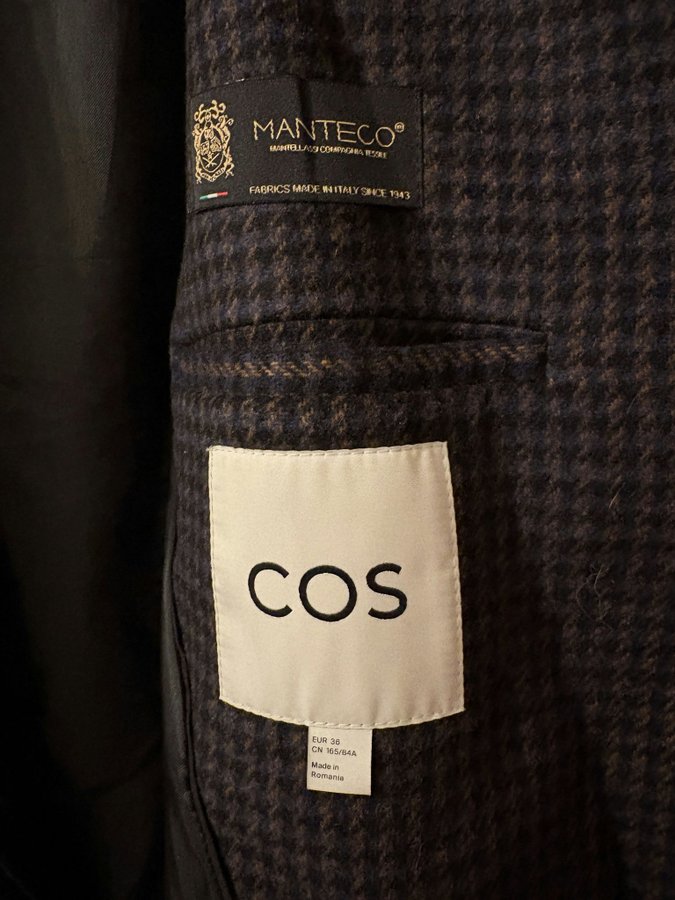 MANTECO®
MANTELLASSI COMPAGNIA TESSILE
FABRICS MADE IN ITALY SINCE 1943
COS
EUR 36
CN 165/84A
Made in
Romania